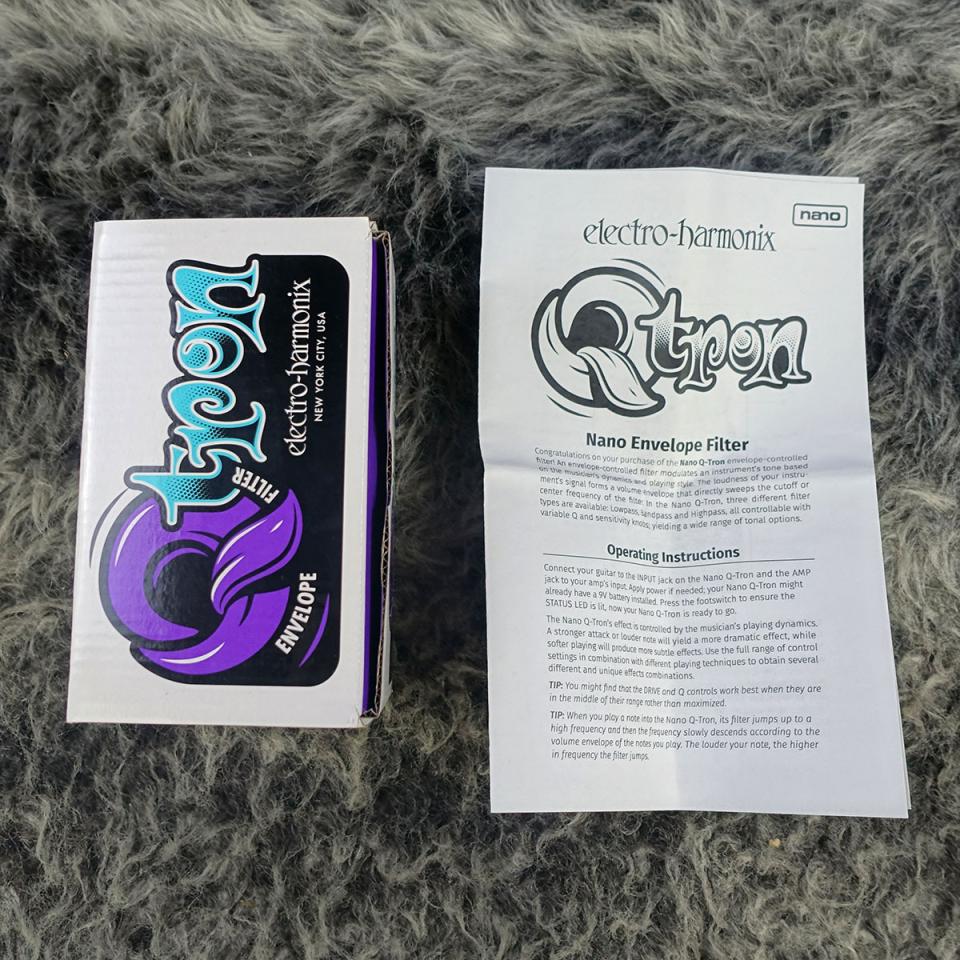 Qtron
ENVELOPE FILTER
electro-harmonix
NEW YORK CITY, USA
nano
electro-harmonix
Qtron
Nano Envelope Filter
Congratulations on your purchase of the Nano Q-Tron envelope-controlled
filter! An envelope-controlled filter modulates an instrument's tone based
on the musician's dynamics and playing style. The loudness of your instru-
ment's signal forms a volume envelope that directly sweeps the cutoff or
center frequency of the filter. In the Nano Q-Tron, three different filter
types are available: Lowpass, Bandpass and Highpass, all controllable with
variable Q and sensitivity knobs, yielding a wide range of tonal options.
Operating Instructions
Connect your guitar to the INPUT jack on the Nano Q-Tron and the AMP
jack to your amp's input. Apply power if needed; your Nano Q-Tron might
already have a 9V battery installed. Press the footswitch to ensure the
STATUS LED is lit, now your Nano Q-Tron is ready to go.
The Nano Q-Tron's effect is controlled by the musician's playing dynamics.
A stronger attack or louder note will yield a more dramatic effect, while
softer playing will produce more subtle effects. Use the full range of control
settings in combination with different playing techniques to obtain several
different and unique effects combinations.
TIP: You might find that the DRIVE and Q controls work best when they are
in the middle of their range rather than maximized.
TIP: When you play a note into the Nano Q-Tron, its filter jumps up to a
high frequency and then the frequency slowly descends according to the
volume envelope of the notes you play. The louder your note, the higher
in frequency the filter jumps.